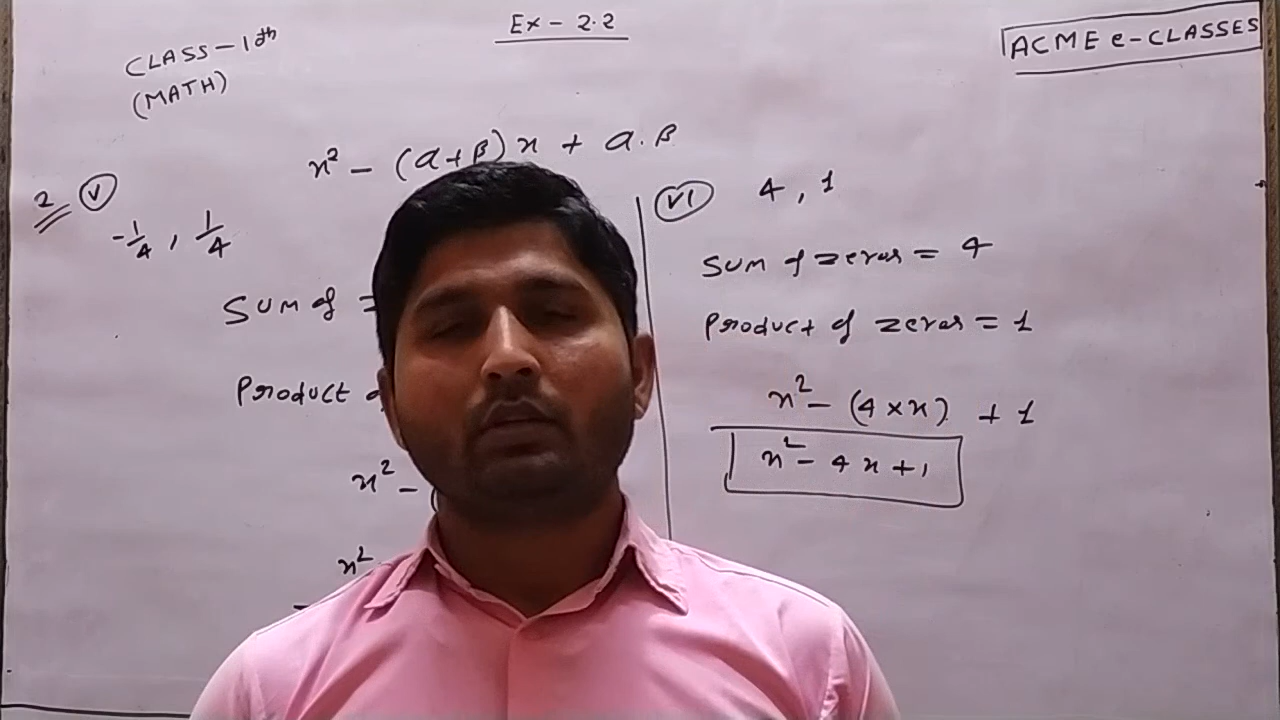 Ex - 2.2
ACME e-CLASSES
CLASS - 10th
(MATH)
x² - (α+β)x + α.β
2 (v)
-1/4, 1/4
Sum of =
Product
x² - (
x²
(vi) 4, 1
Sum of zeros = 4
Product of zeros = 1
x² - (4×x) + 1
x² - 4x + 1